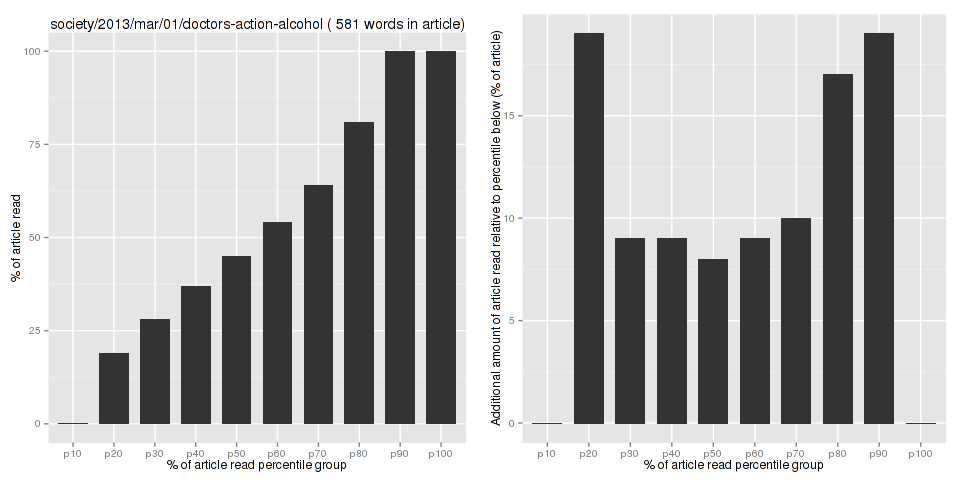 society/2013/mar/01/doctors-action-alcohol ( 581 words in article)
% of article read
100
75
50
25
0
p10 p20 p30 p40 p50 p60 p70 p80 p90 p100
% of article read percentile group
Additional amount of article read relative to percentile below (% of article)
15
10
5
0
p10 p20 p30 p40 p50 p60 p70 p80 p90 p100
% of article read percentile group